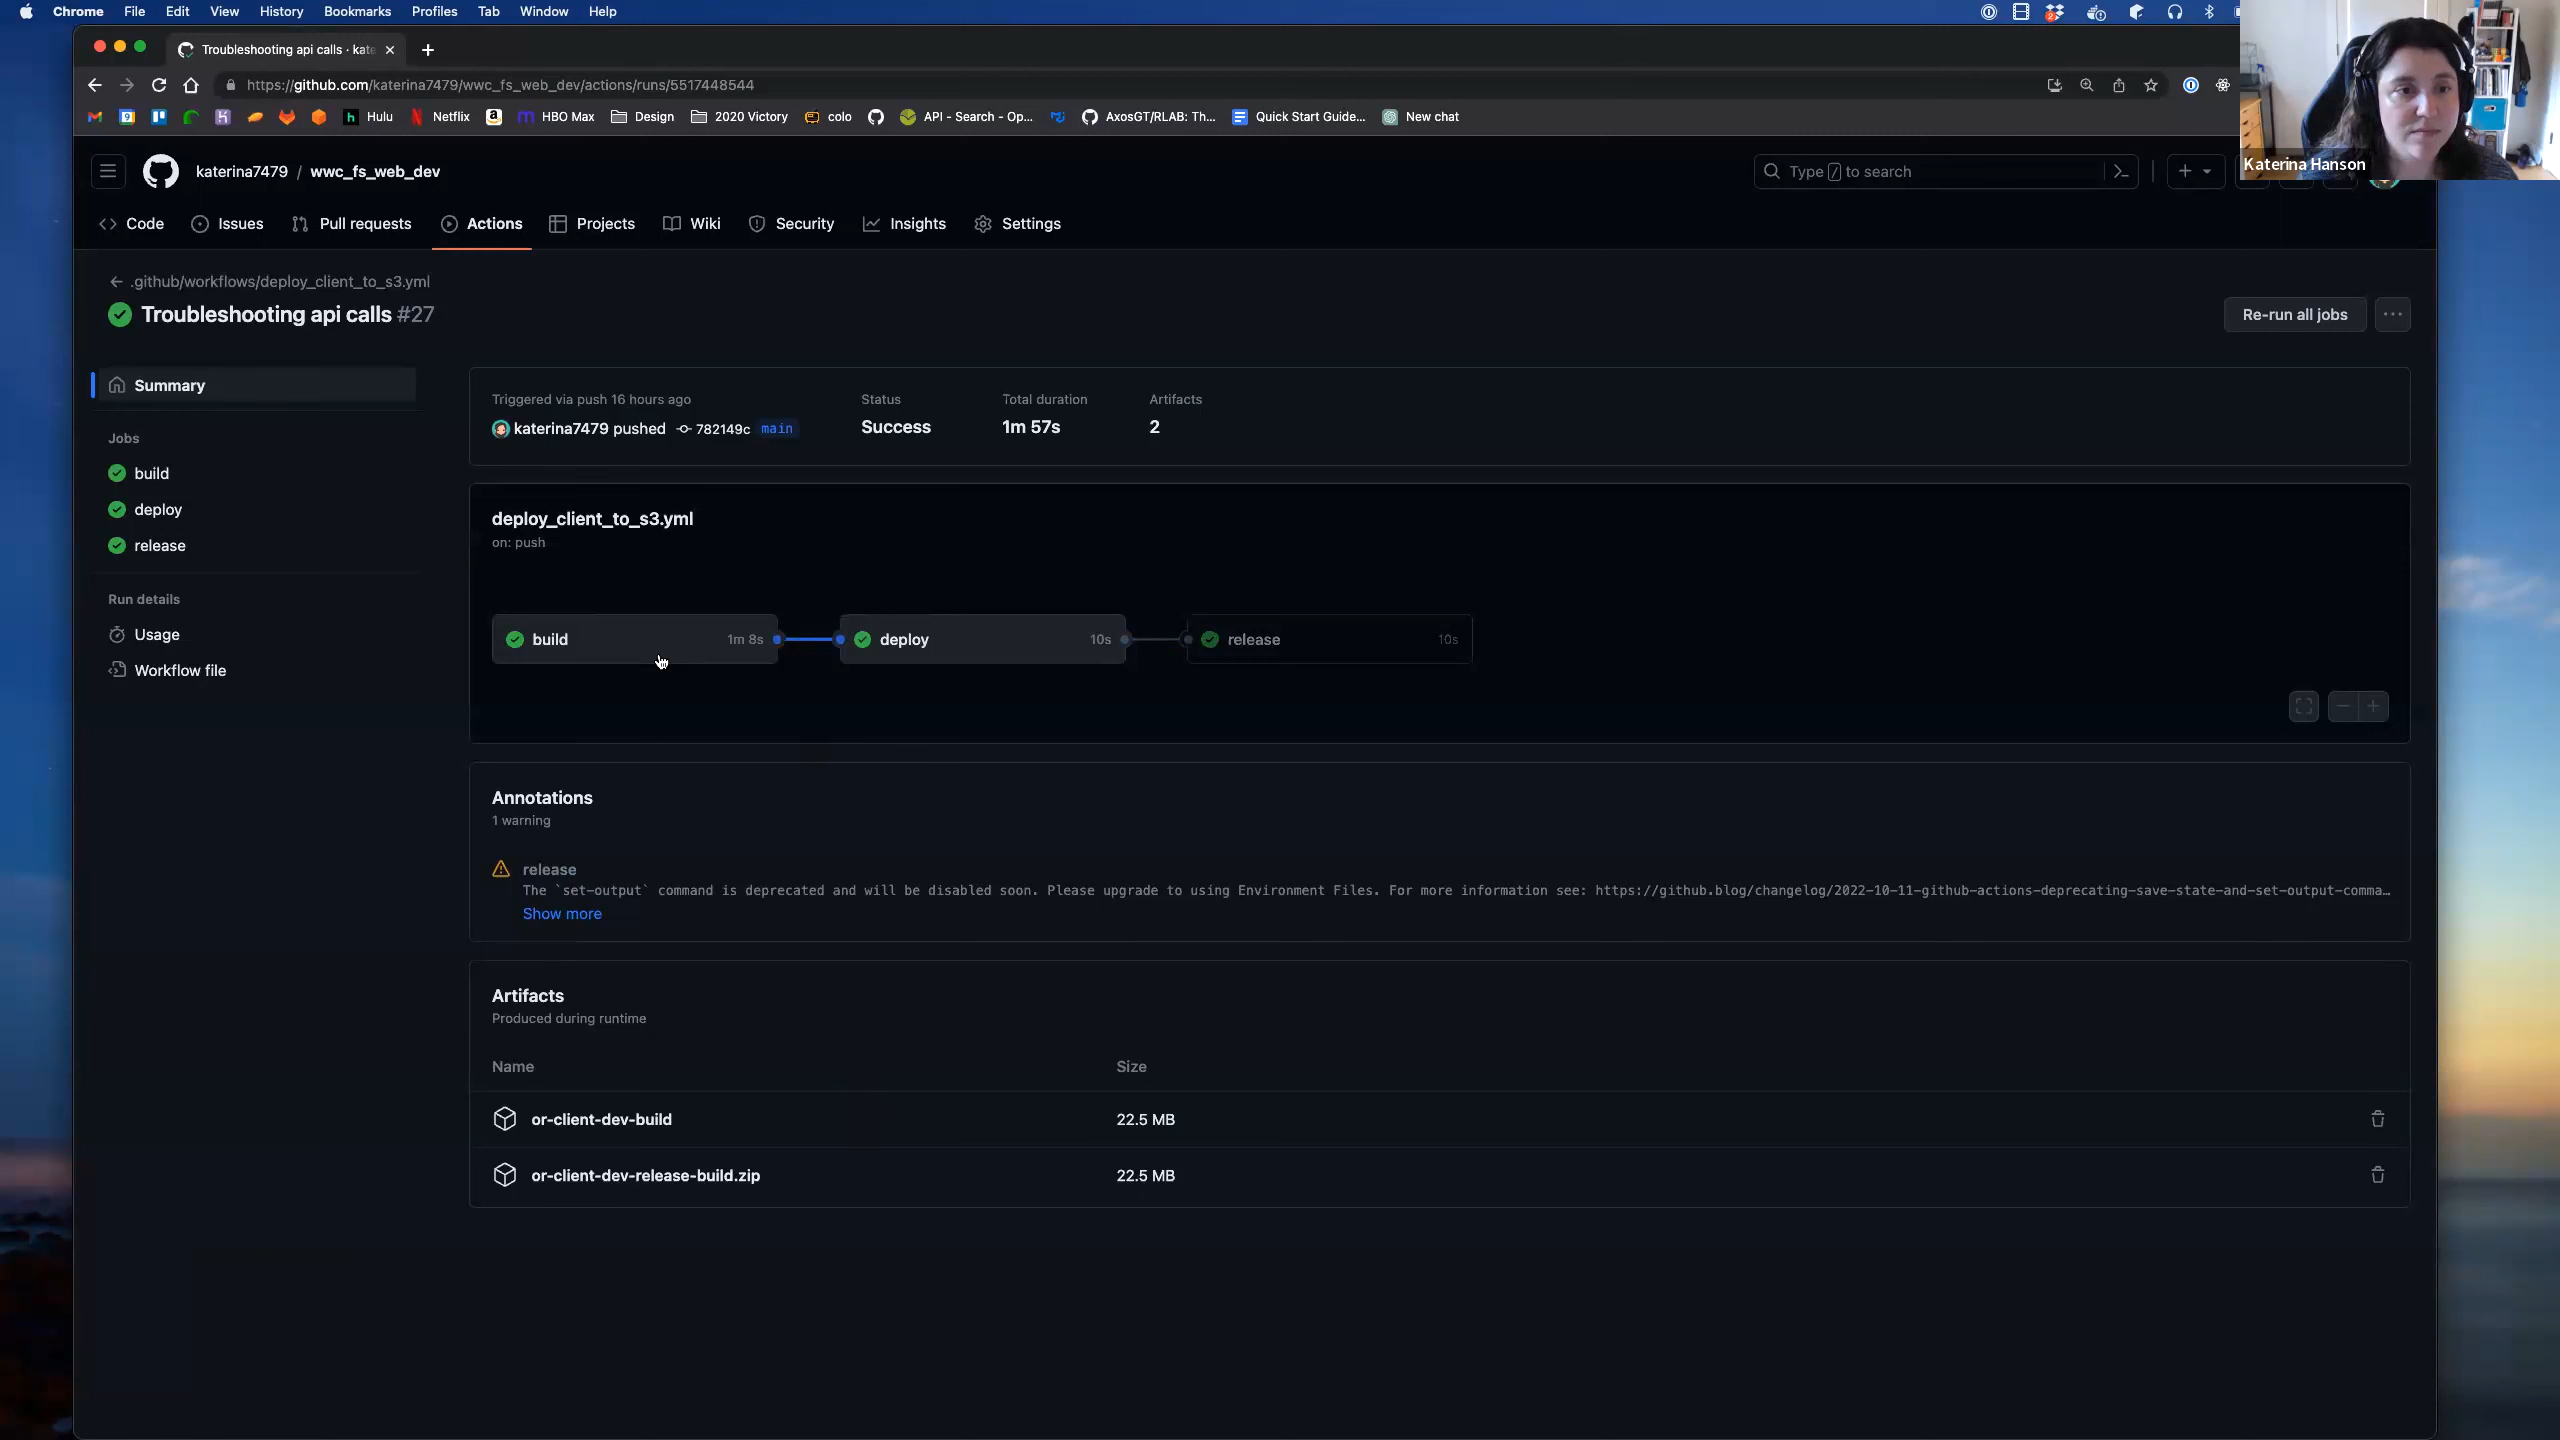 Chrome File Edit View History Bookmarks Profiles Tab Window Help
Troubleshooting api calls · kate
https://github.com/katerina7479/wwc_fs_web_dev/actions/runs/5517448544
Hulu Netflix HBO Max Design 2020 Victory colo API - Search - Op... AxosGT/RLAB: Th... Quick Start Guide... New chat
Katerina Hanson
katerina7479 / wwc_fs_web_dev
Type / to search
Code Issues Pull requests Actions Projects Wiki Security Insights Settings
.github/workflows/deploy_client_to_s3.yml
Troubleshooting api calls #27
Re-run all jobs
Summary
Jobs
build
deploy
release
Run details
Usage
Workflow file
Triggered via push 16 hours ago Status Total duration Artifacts
katerina7479 pushed 782149c main Success 1m 57s 2
deploy_client_to_s3.yml
on: push
build 1m 8s deploy 10s release 10s
Annotations
1 warning
release
The `set-output` command is deprecated and will be disabled soon. Please upgrade to using Environment Files. For more information see: https://github.blog/changelog/2022-10-11-github-actions-deprecating-save-state-and-set-output-comma…
Show more
Artifacts
Produced during runtime
Name Size
or-client-dev-build 22.5 MB
or-client-dev-release-build.zip 22.5 MB